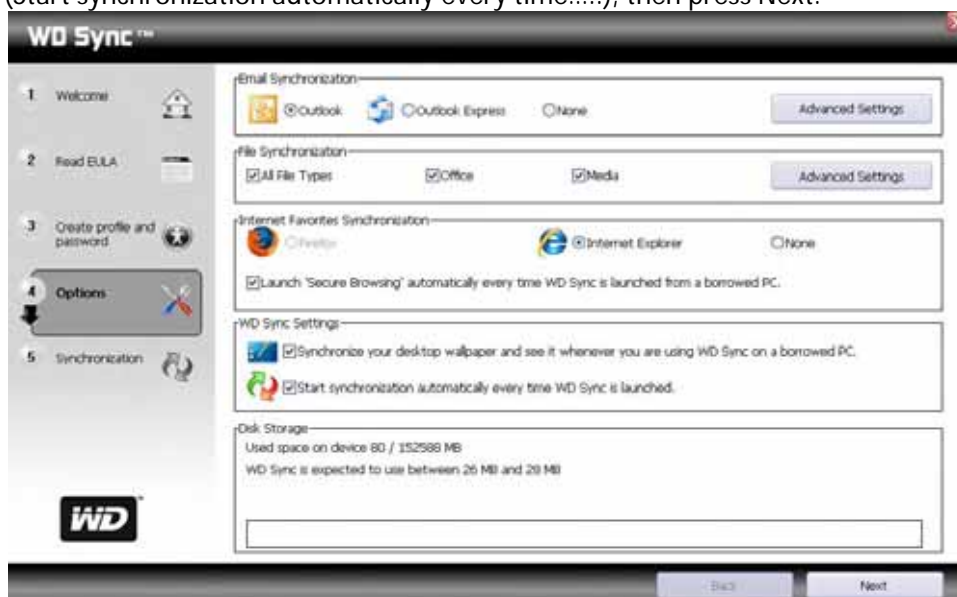 (Start synchronization automatically every time.....), then press Next.
WD Sync™
1 Welcome
2 Read EULA
3 Create profile and
password
4 Options
5 Synchronization
WD
Email Synchronization
Outlook Outlook Express None Advanced Settings
File Synchronization
All File Types Office Media Advanced Settings
Internet Favorites Synchronization
Firefox Internet Explorer None
Launch 'Secure Browsing' automatically every time WD Sync is launched from a borrowed PC.
WD Sync Settings
Synchronize your desktop wallpaper and see it whenever you are using WD Sync on a borrowed PC.
Start synchronization automatically every time WD Sync is launched.
Disk Storage
Used space on device 80 / 152588 MB
WD Sync is expected to use between 26 MB and 28 MB
Back Next